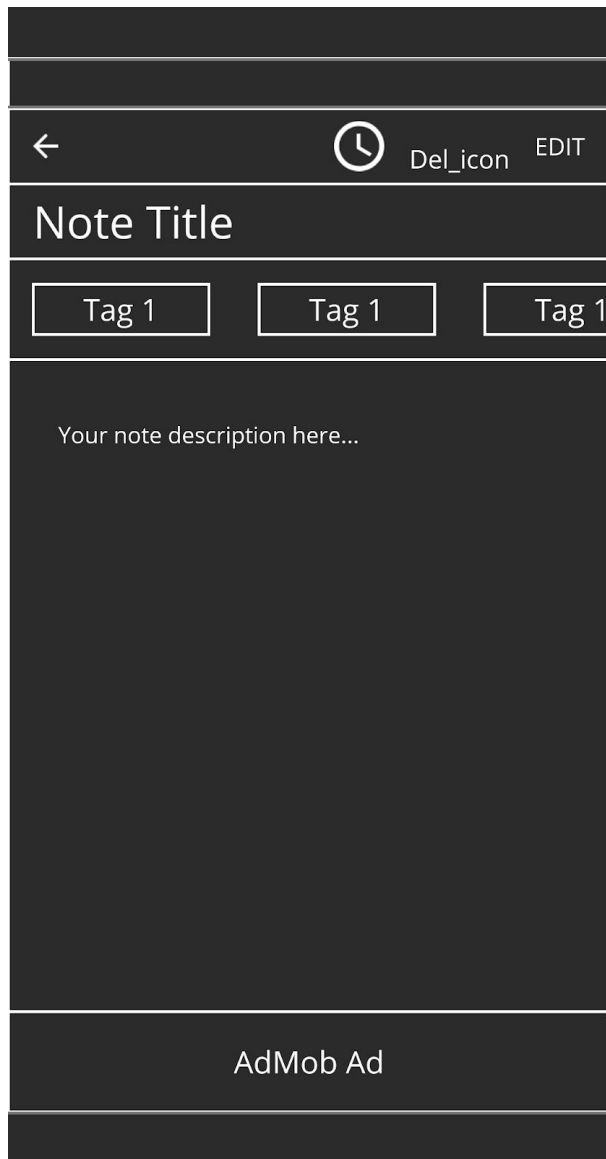 Del_icon EDIT
Note Title
Tag 1 Tag 1 Tag 1
Your note description here...
AdMob Ad